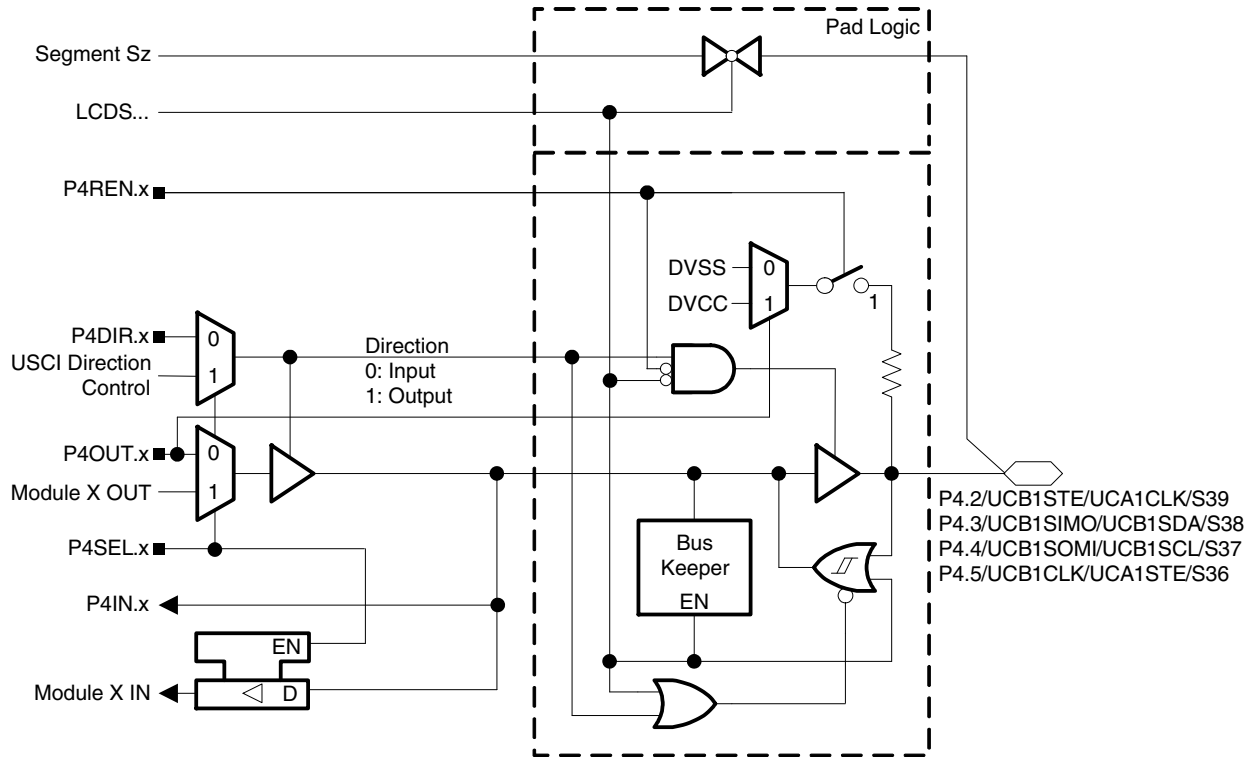 Pad Logic
Segment Sz
LCDS...
P4REN.x
DVSS
0
DVCC
1
1
P4DIR.x
0
USCI Direction
Control
1
Direction
0: Input
1: Output
P4OUT.x
0
Module X OUT
1
P4SEL.x
P4IN.x
EN
Module X IN
D
Bus
Keeper
EN
P4.2/UCB1STE/UCA1CLK/S39
P4.3/UCB1SIMO/UCB1SDA/S38
P4.4/UCB1SOMI/UCB1SCL/S37
P4.5/UCB1CLK/UCA1STE/S36